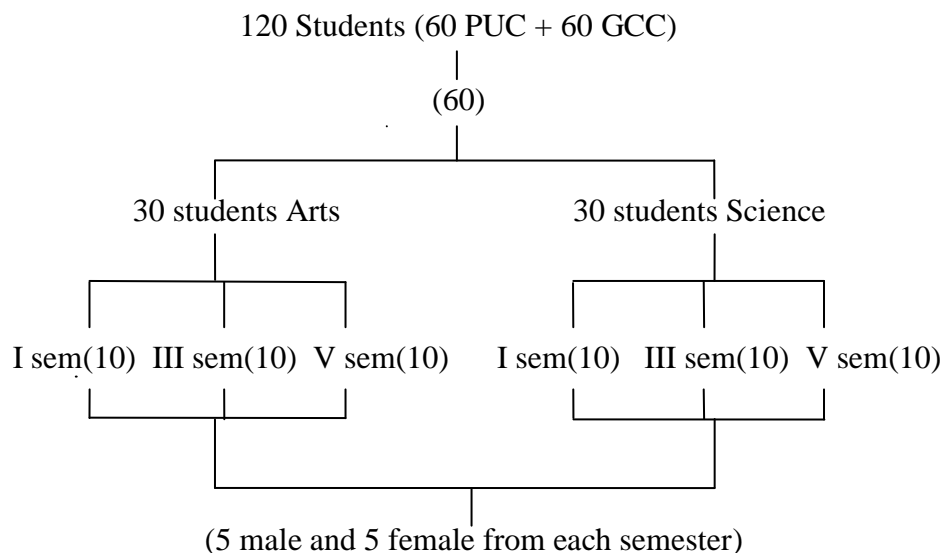 120 Students (60 PUC + 60 GCC)
(60)
30 students Arts 30 students Science
I sem(10) III sem(10) V sem(10) I sem(10) III sem(10) V sem(10)
(5 male and 5 female from each semester)